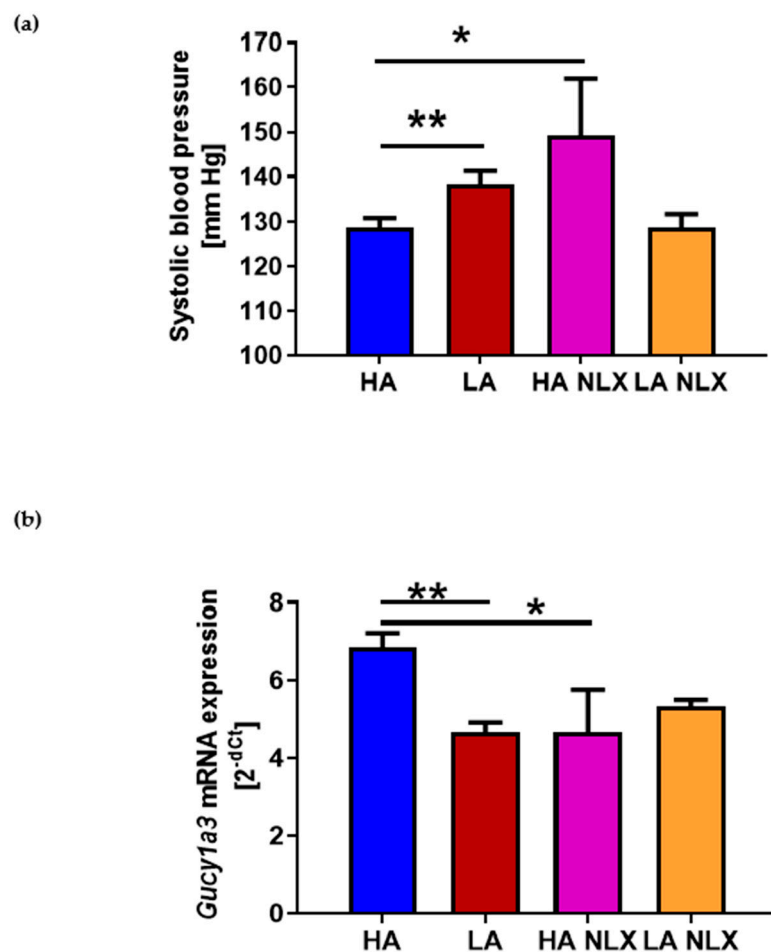 (a)
Systolic blood pressure
[mm Hg]
170
160
150
140
130
120
110
100
*
**
HA LA HA NLX LA NLX
(b)
Gucy1a3 mRNA expression
[2-dCt]
8
6
4
2
0
**
*
HA LA HA NLX LA NLX